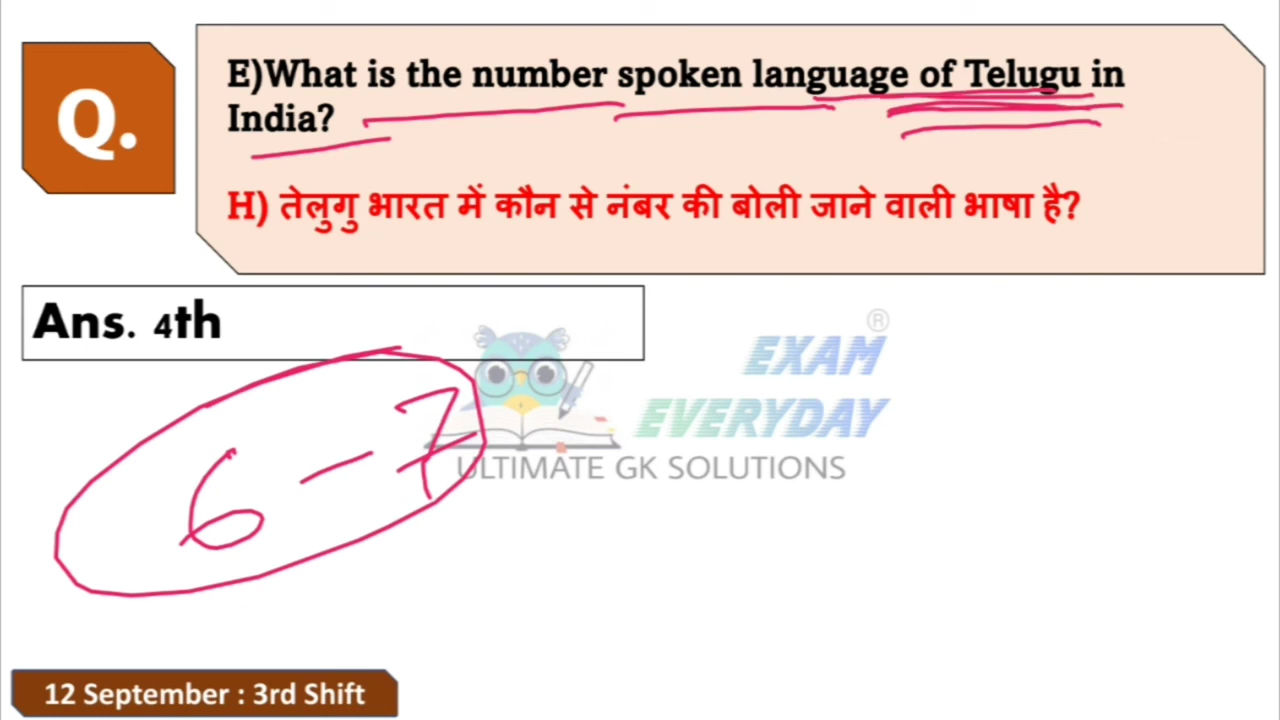 Q.
E)What is the number spoken language of Telugu in
India?
H) तेलुगु भारत में कौन से नंबर की बोली जाने वाली भाषा है?
Ans. 4th
6-7
EXAM
EVERYDAY
®
ULTIMATE GK SOLUTIONS
12 September : 3rd Shift